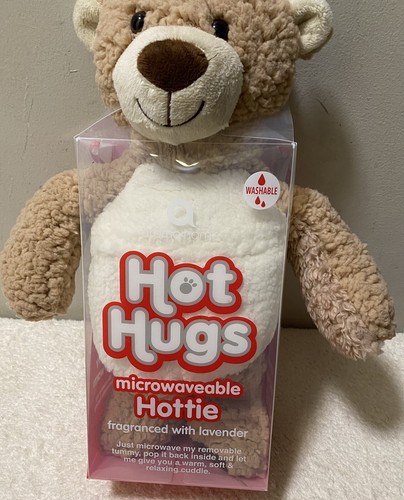 WASHABLE
Hot
Hugs
microwaveable
Hottie
fragranced with lavender
Just microwave my removable
tummy, pop it back inside and let
me give you a warm, soft &
relaxing cuddle.